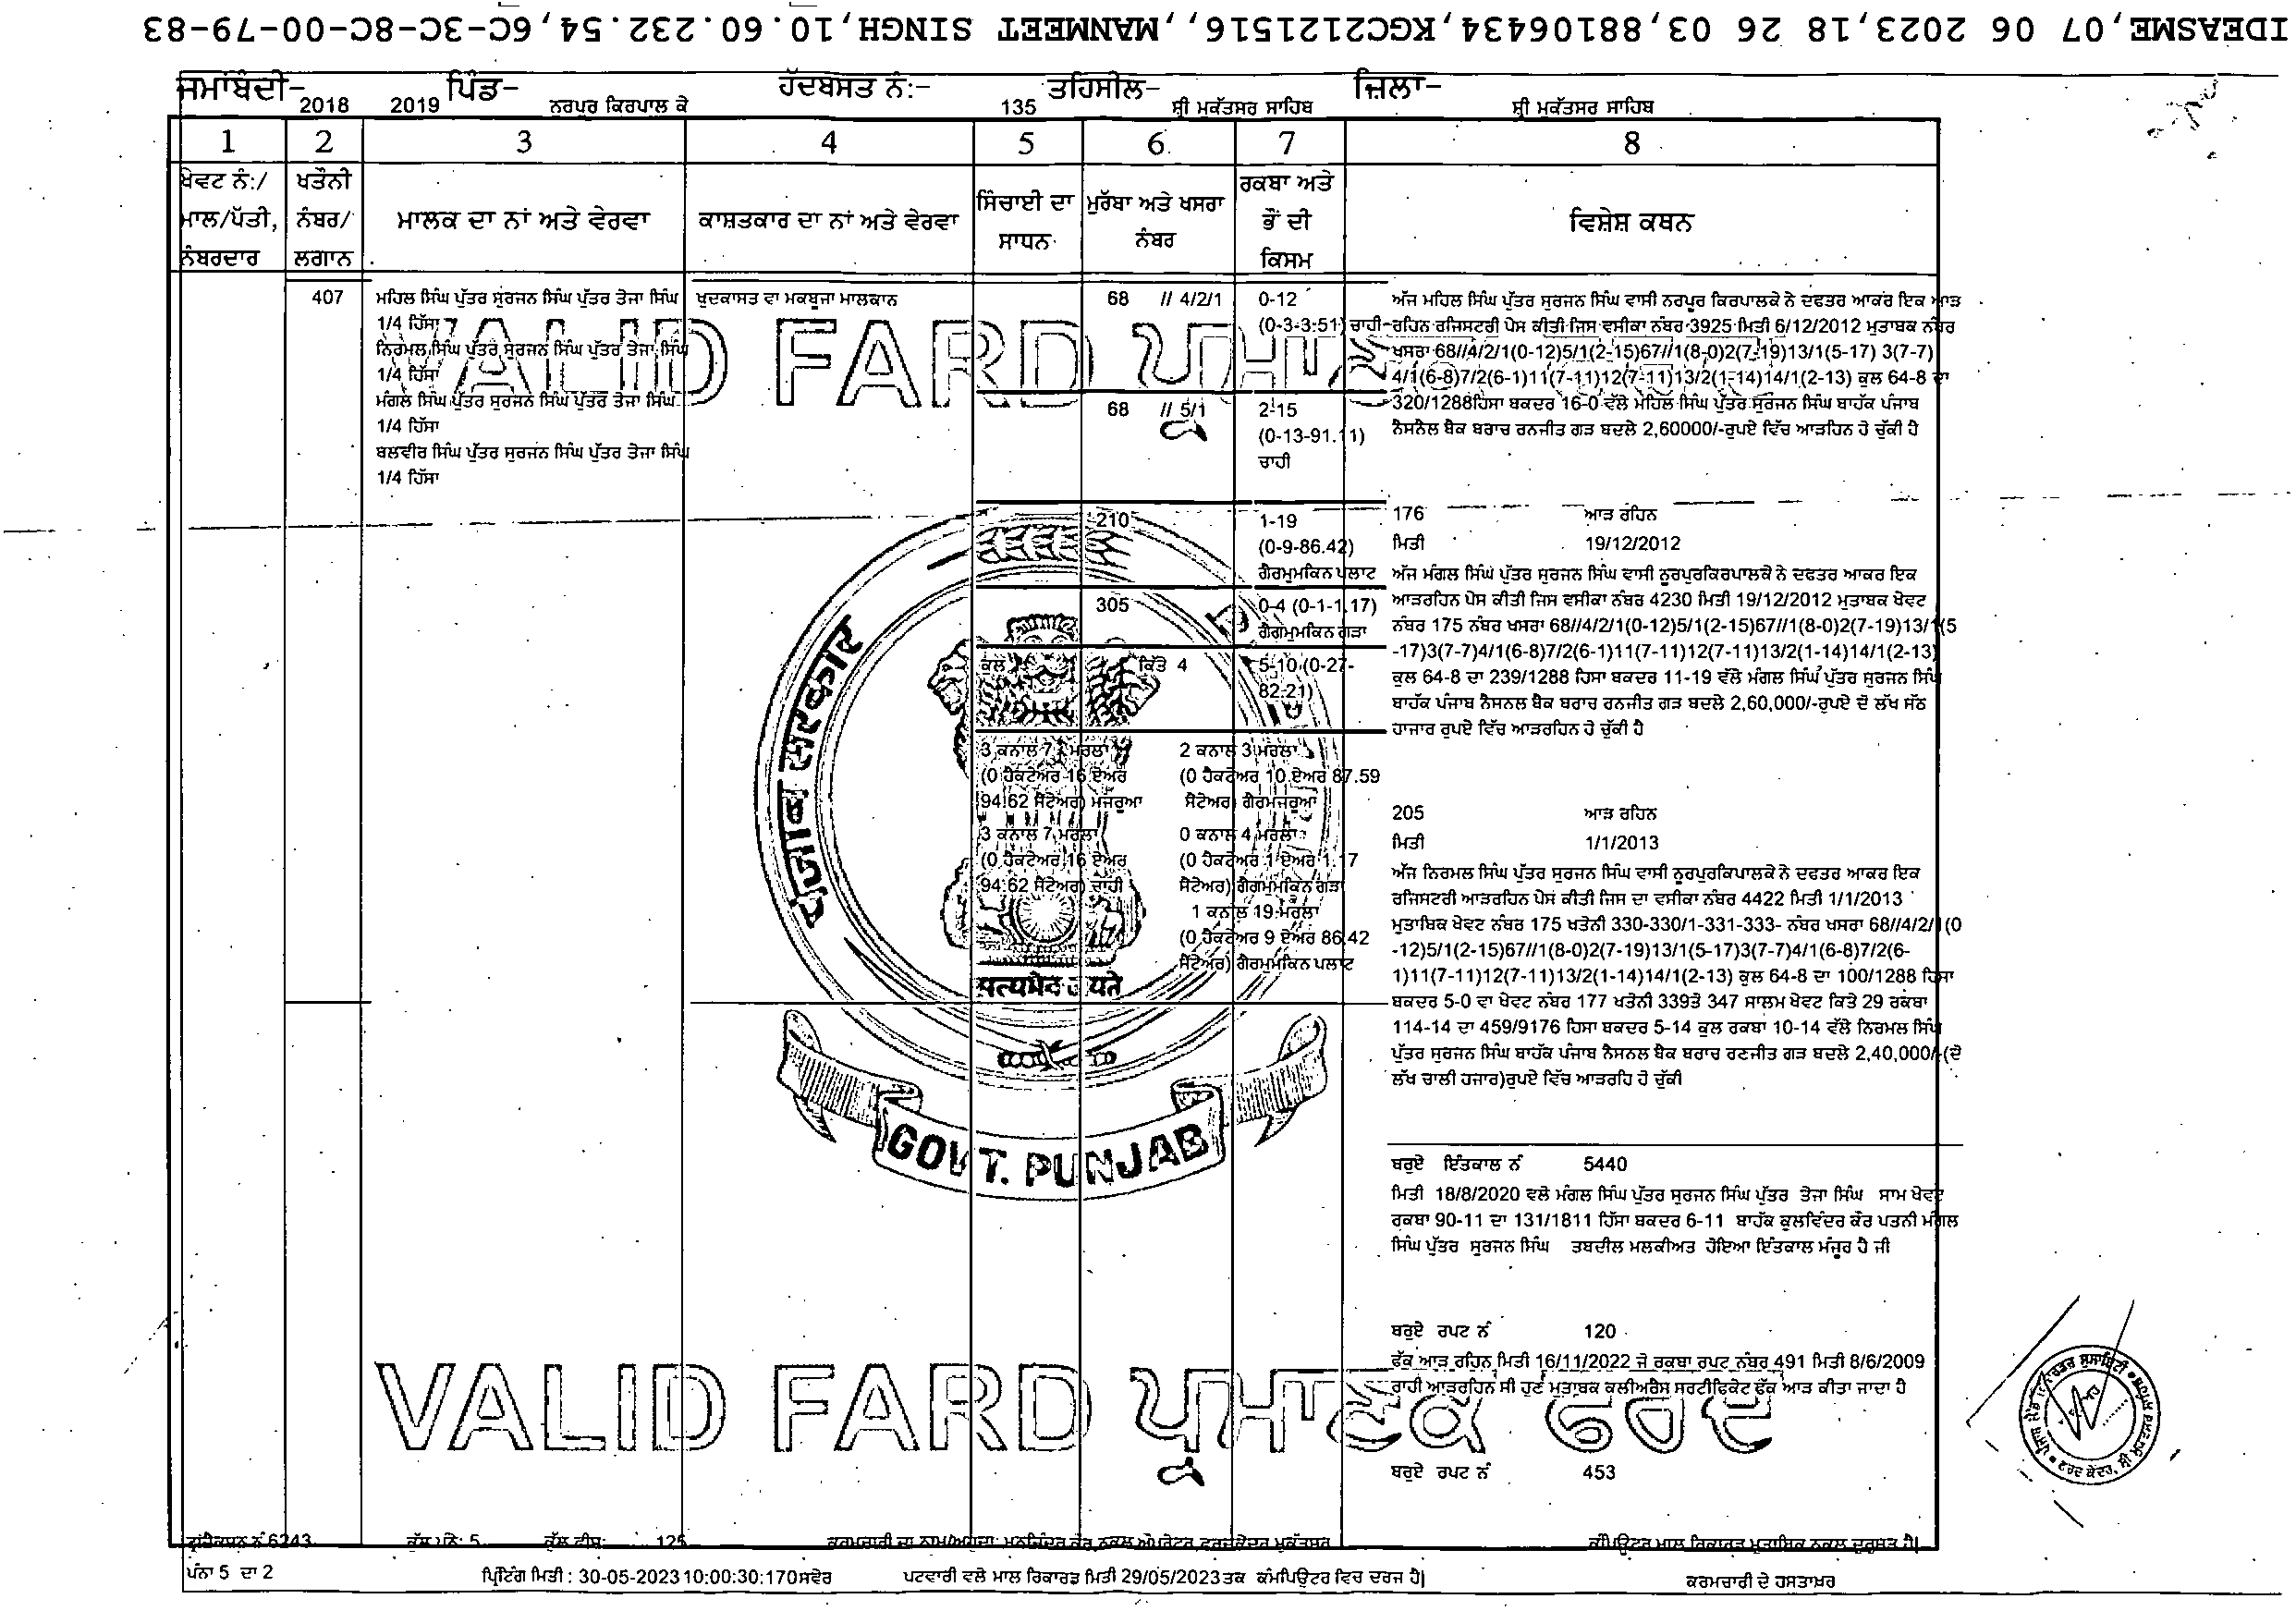 IDEASME,07 06 2023,18 26 03,88106434,KGC21221516,,MANMEET SINGH,10.60.232.54,6C-3C-8C-00-79-83
ਜਮਾਂਬੰਦੀ- 2018 2019 ਪਿੰਡ- ਨਰਪੁਰ ਕਿਰਪਾਲ ਕੇ ਹੱਦਬਸਤ ਨੰ:- 135 ਤਹਿਸੀਲ- ਸ਼੍ਰੀ ਮੁਕੱਤਸਰ ਸਾਹਿਬ ਜ਼ਿਲਾ- ਸ਼੍ਰੀ ਮੁਕੱਤਸਰ ਸਾਹਿਬ
1 2 3 4 5 6 7 8
ਖੇਵਟ ਨੰ:/
ਮਾਲ/ਪੱਤੀ,
ਨੰਬਰਦਾਰ
ਖਤੌਨੀ
ਨੰਬਰ/
ਲਗਾਨ
ਮਾਲਕ ਦਾ ਨਾਂ ਅਤੇ ਵੇਰਵਾ
ਕਾਸ਼ਤਕਾਰ ਦਾ ਨਾਂ ਅਤੇ ਵੇਰਵਾ
ਸਿੰਚਾਈ ਦਾ
ਸਾਧਨ
ਮੁਰੱਬਾ ਅਤੇ ਖਸਰਾ
ਨੰਬਰ
ਰਕਬਾ ਅਤੇ
ਭੌਂ ਦੀ
ਕਿਸਮ
ਵਿਸ਼ੇਸ਼ ਕਥਨ
407
ਮਹਿਲ ਸਿੰਘ ਪੁੱਤਰ ਸੁਰਜਨ ਸਿੰਘ ਪੁੱਤਰ ਤੇਜਾ ਸਿੰਘ
1/4 ਹਿੱਸਾ
ਨਿਰਮਲ ਸਿੰਘ ਪੁੱਤਰ ਸੁਰਜਨ ਸਿੰਘ ਪੁੱਤਰ ਤੇਜਾ ਸਿੰਘ
1/4 ਹਿੱਸਾ
ਮੰਗਲ ਸਿੰਘ ਪੁੱਤਰ ਸੁਰਜਨ ਸਿੰਘ ਪੁੱਤਰ ਤੇਜਾ ਸਿੰਘ
1/4 ਹਿੱਸਾ
ਬਲਵੀਰ ਸਿੰਘ ਪੁੱਤਰ ਸੁਰਜਨ ਸਿੰਘ ਪੁੱਤਰ ਤੇਜਾ ਸਿੰਘ
1/4 ਹਿੱਸਾ
ਖੁਦਕਾਸਤ ਵਾ ਮਕਬੂਜਾ ਮਾਲਕਾਨ
68 // 4/2/1 0-12
(0-3-3.51) ਚਾਹੀ
68 // 5/1 2-15
(0-13-91.11)
ਚਾਹੀ
210 1-19
(0-9-86.42)
ਗੈਰਮੁਮਕਿਨ ਪਲਾਟ
305 0-4 (0-1-1.17)
ਗੈਗਮੁਮਕਿਨ ਗੜਾ
ਕਲ ਕਿੱਤੇ 4 5-10 (0-27-
82.21)
3 ਕਨਾਲ 7 ਮਰਲਾ
(0 ਹੈਕਟੇਅਰ 16 ਏਅਰ
94.62 ਸੈਂਟੇਅਰ) ਮਜਰੂਆ
2 ਕਨਾਲ 3 ਮਰਲਾ
(0 ਹੈਕਟੇਅਰ 10 ਏਅਰ 87.59
ਸੈਂਟੇਅਰ) ਗੈਰਮਜਰੂਆ
3 ਕਨਾਲ 7 ਮਰਲਾ
(0 ਹੈਕਟੇਅਰ 16 ਏਅਰ
94.62 ਸੈਂਟੇਅਰ) ਚਾਹੀ
0 ਕਨਾਲ 4 ਮਰਲਾ
(0 ਹੈਕਟੇਅਰ 1 ਏਅਰ 1.17
ਸੈਂਟੇਅਰ) ਗੈਗਮੁਮਕਿਨ ਗੜਾ
1 ਕਨਾਲ 19 ਮਰਲਾ
(0 ਹੈਕਟੇਅਰ 9 ਏਅਰ 86.42
ਸੈਂਟੇਅਰ) ਗੈਰਮੁਮਕਿਨ ਪਲਾਟ
ਅੱਜ ਮਹਿਲ ਸਿੰਘ ਪੁੱਤਰ ਸੁਰਜਨ ਸਿੰਘ ਵਾਸੀ ਨਰਪੂਰ ਕਿਰਪਾਲਕੇ ਨੇ ਦਫਤਰ ਆਕਰ ਇਕ ਆੜ
ਰਹਿਨ ਰਜਿਸਟਰੀ ਪੇਸ ਕੀਤੀ ਜਿਸ ਵਸੀਕਾ ਨੰਬਰ 3925 ਮਿਤੀ 6/12/2012 ਮੁਤਾਬਕ ਨੰਬਰ
ਖਸਰਾ 68//4/2/1(0-12)5/1(2-15)67//1(8-0)2(7-19)13/1(5-17) 3(7-7)
4/1(6-8)7/2(6-1)11(7-11)12(7-11)13/2(1-14)14/1(2-13) ਕੁਲ 64-8 ਦਾ
320/1288ਹਿਸਾ ਬਕਦਰ 16-0 ਵੱਲੋ ਮਹਿਲ ਸਿੰਘ ਪੁੱਤਰ ਸੁਰਜਨ ਸਿੰਘ ਬਾਹੱਕ ਪੰਜਾਬ
ਨੈਸਨੈਲ ਬੈਕ ਬਰਾਚ ਰਨਜੀਤ ਗੜ ਬਦਲੇ 2,60000/-ਰੁਪਏ ਵਿੱਚ ਆੜਹਿਨ ਹੋ ਚੁੱਕੀ ਹੈ
176 ਆੜ ਰਹਿਨ
ਮਿਤੀ 19/12/2012
ਅੱਜ ਮੰਗਲ ਸਿੰਘ ਪੁੱਤਰ ਸੁਰਜਨ ਸਿੰਘ ਵਾਸੀ ਨੂਰਪੁਰਕਿਰਪਾਲਕੇ ਨੇ ਦਫਤਰ ਆਕਰ ਇਕ
ਆੜਰਹਿਨ ਪੇਸ ਕੀਤੀ ਜਿਸ ਵਸੀਕਾ ਨੰਬਰ 4230 ਮਿਤੀ 19/12/2012 ਮੁਤਾਬਕ ਖੇਵਟ
ਨੰਬਰ 175 ਨੰਬਰ ਖਸਰਾ 68//4/2/1(0-12)5/1(2-15)67//1(8-0)2(7-19)13/1(5
-17)3(7-7)4/1(6-8)7/2(6-1)11(7-11)12(7-11)13/2(1-14)14/1(2-13)
ਕੁਲ 64-8 ਦਾ 239/1288 ਹਿਸਾ ਬਕਦਰ 11-19 ਵੱਲੋ ਮੰਗਲ ਸਿੰਘ ਪੁੱਤਰ ਸੁਰਜਨ ਸਿੰਘ
ਬਾਹੱਕ ਪੰਜਾਬ ਨੈਸਨਲ ਬੈਕ ਬਰਾਚ ਰਨਜੀਤ ਗੜ ਬਦਲੇ 2,60,000/-ਰੁਪਏ ਦੋ ਲੱਖ ਸੱਠ
ਹਾਜਾਰ ਰੁਪਏ ਵਿੱਚ ਆੜਰਹਿਨ ਹੋ ਚੁੱਕੀ ਹੈ
205 ਆੜ ਰਹਿਨ
ਮਿਤੀ 1/1/2013
ਅੱਜ ਨਿਰਮਲ ਸਿੰਘ ਪੁੱਤਰ ਸੁਰਜਨ ਸਿੰਘ ਵਾਸੀ ਨੂਰਪੁਰਕਿਪਾਲਕੇ ਨੇ ਦਫਤਰ ਆਕਰ ਇਕ
ਰਜਿਸਟਰੀ ਆੜਰਹਿਨ ਪੇਸ ਕੀਤੀ ਜਿਸ ਦਾ ਵਸੀਕਾ ਨੰਬਰ 4422 ਮਿਤੀ 1/1/2013
ਮੁਤਾਬਿਕ ਖੇਵਟ ਨੰਬਰ 175 ਖਤੋਨੀ 330-330/1-331-333- ਨੰਬਰ ਖਸਰਾ 68//4/2/1(0
-12)5/1(2-15)67//1(8-0)2(7-19)13/1(5-17)3(7-7)4/1(6-8)7/2(6-
1)11(7-11)12(7-11)13/2(1-14)14/1(2-13) ਕੁਲ 64-8 ਦਾ 100/1288 ਹਿਸਾ
ਬਕਦਰ 5-0 ਵਾ ਖੇਵਟ ਨੰਬਰ 177 ਖਤੋਨੀ 339ਤੋ 347 ਸਾਲਮ ਖੇਵਟ ਕਿਤੇ 29 ਰਕਬਾ
114-14 ਦਾ 459/9176 ਹਿਸਾ ਬਕਦਰ 5-14 ਕੁਲ ਰਕਬਾ 10-14 ਵੱਲੋ ਨਿਰਮਲ ਸਿੰਘ
ਪੁੱਤਰ ਸੁਰਜਨ ਸਿੰਘ ਬਾਹੱਕ ਪੰਜਾਬ ਨੈਸਨਲ ਬੈਕ ਬਰਾਚ ਰਣਜੀਤ ਗੜ ਬਦਲੇ 2,40,000/-(ਦੋ
ਲੱਖ ਚਾਲੀ ਹਜਾਰ)ਰੁਪਏ ਵਿੱਚ ਆੜਰਹਿ ਹੋ ਚੁੱਕੀ
ਬਰੁਏ ਇੰਤਕਾਲ ਨੰ 5440
ਮਿਤੀ 18/8/2020 ਵਲੋ ਮੰਗਲ ਸਿੰਘ ਪੁੱਤਰ ਸੁਰਜਨ ਸਿੰਘ ਪੁੱਤਰ ਤੇਜਾ ਸਿੰਘ ਸਾਮ ਖੇਵਟ
ਰਕਬਾ 90-11 ਦਾ 131/1811 ਹਿੱਸਾ ਬਕਦਰ 6-11 ਬਾਹੱਕ ਕੁਲਵਿੰਦਰ ਕੌਰ ਪਤਨੀ ਮੰਗਲ
ਸਿੰਘ ਪੁੱਤਰ ਸੁਰਜਨ ਸਿੰਘ ਤਬਦੀਲ ਮਲਕੀਅਤ ਹੋਇਆ ਇੰਤਕਾਲ ਮੰਜੂਰ ਹੈ ਜੀ
ਬਰੁਏ ਰਪਟ ਨੰ 120
ਫੱਕ ਆੜ ਰਹਿਨ ਮਿਤੀ 16/11/2022 ਜੋ ਰਕਬਾ ਰਪਟ ਨੰਬਰ 491 ਮਿਤੀ 8/6/2009
ਰਾਹੀ ਆੜਰਹਿਨ ਸੀ ਹੁਣ ਮੁਤਾਬਕ ਕਲੀਅਰੈਂਸ ਸਰਟੀਫਿਕੇਟ ਫੱਕ ਆੜ ਕੀਤਾ ਜਾਦਾ ਹੈ
ਬਰੁਏ ਰਪਟ ਨੰ 453
VALID FARD ਪ੍ਰਮਾਣਕ
ਪੰਜਾਬ ਸਰਕਾਰ
सत्यमेव जयते
GOVT. PUNJAB
VALID FARD ਪ੍ਰਮਾਣਕ ਫਰਦ
ਟ੍ਰਾਂਜੈਕਸ਼ਨ ਨੰ 6243 ਕੁੱਲ ਪੰਨੇ: 5 ਕੁੱਲ ਫੀਸ: 125 ਕਰਮਚਾਰੀ ਦਾ ਨਾਮ/ਅਹੁਦਾ: ਮਨਜਿੰਦਰ ਕੌਰ ਨਕਲ ਔਪਰੇਟਰ ਫਰਦਕੇਂਦਰ ਮੁਕੱਤਸਰ ਕੰਪਿਊਟਰ ਮਾਲ ਰਿਕਾਰਡ ਮੁਤਾਬਿਕ ਨਕਲ ਦਰੁਸਤ ਹੈ|
ਪੰਨਾ 5 ਦਾ 2 ਪ੍ਰਿਟਿੰਗ ਮਿਤੀ : 30-05-2023 10:00:30:170ਸਵੇਰ ਪਟਵਾਰੀ ਵਲੋ ਮਾਲ ਰਿਕਾਰਡ ਮਿਤੀ 29/05/2023 ਤਕ ਕੰਮਪਿਊਟਰ ਵਿਚ ਦਰਜ ਹੈ| ਕਰਮਚਾਰੀ ਦੇ ਹਸਤਾਖ਼ਰ